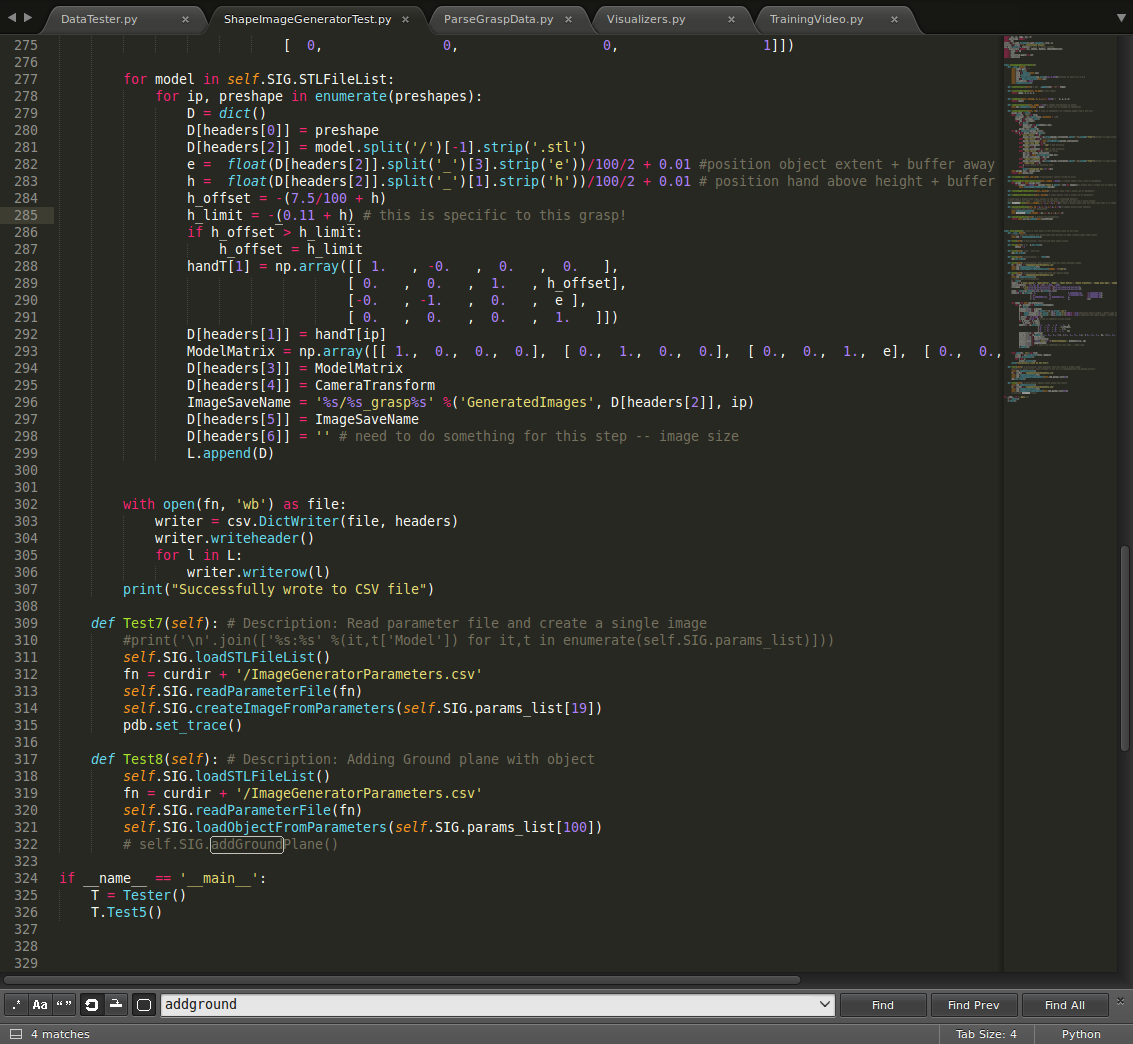 DataTester.py × ShapeImageGeneratorTest.py × ParseGraspData.py × Visualizers.py × TrainingVideo.py ×
275 [ 0, 0, 0, 1]])
276
277 for model in self.SIG.STLFileList:
278 for ip, preshape in enumerate(preshapes):
279 D = dict()
280 D[headers[0]] = preshape
281 D[headers[2]] = model.split('/')[-1].strip('.stl')
282 e =  float(D[headers[2]].split('_')[3].strip('e'))/100/2 + 0.01 #position object extent + buffer away
283 h =  float(D[headers[2]].split('_')[1].strip('h'))/100/2 + 0.01 # position hand above height + buffer
284 h_offset = -(7.5/100 + h)
285 h_limit = -(0.11 + h) # this is specific to this grasp!
286 if h_offset > h_limit:
287 h_offset = h_limit
288 handT[1] = np.array([[ 1.   , -0.   ,  0.   ,  0.   ],
289 [ 0.   ,  0.   ,  1.   , h_offset],
290 [-0.   , -1.   ,  0.   , e ],
291 [ 0.   ,  0.   ,  0.   ,  1.   ]])
292 D[headers[1]] = handT[ip]
293 ModelMatrix = np.array([[ 1.,  0.,  0.,  0.],  [ 0.,  1.,  0.,  0.],  [ 0.,  0.,  1.,  e],  [ 0.,  0.,  0.,
294 D[headers[3]] = ModelMatrix
295 D[headers[4]] = CameraTransform
296 ImageSaveName = '%s/%s_grasp%s' %('GeneratedImages', D[headers[2]], ip)
297 D[headers[5]] = ImageSaveName
298 D[headers[6]] = '' # need to do something for this step -- image size
299 L.append(D)
300
301
302 with open(fn, 'wb') as file:
303 writer = csv.DictWriter(file, headers)
304 writer.writeheader()
305 for l in L:
306 writer.writerow(l)
307 print("Successfully wrote to CSV file")
308
309 def Test7(self): # Description: Read parameter file and create a single image
310 #print('\n'.join(['%s:%s' %(it,t['Model']) for it,t in enumerate(self.SIG.params_list)]))
311 self.SIG.loadSTLFileList()
312 fn = curdir + '/ImageGeneratorParameters.csv'
313 self.SIG.readParameterFile(fn)
314 self.SIG.createImageFromParameters(self.SIG.params_list[19])
315 pdb.set_trace()
316
317 def Test8(self): # Description: Adding Ground plane with object
318 self.SIG.loadSTLFileList()
319 fn = curdir + '/ImageGeneratorParameters.csv'
320 self.SIG.readParameterFile(fn)
321 self.SIG.loadObjectFromParameters(self.SIG.params_list[100])
322 # self.SIG.addGroundPlane()
323
324 if __name__ == '__main__':
325 T = Tester()
326 T.Test5()
327
328
329
.* Aa “” addground Find Find Prev Find All ×
4 matches Tab Size: 4 Python